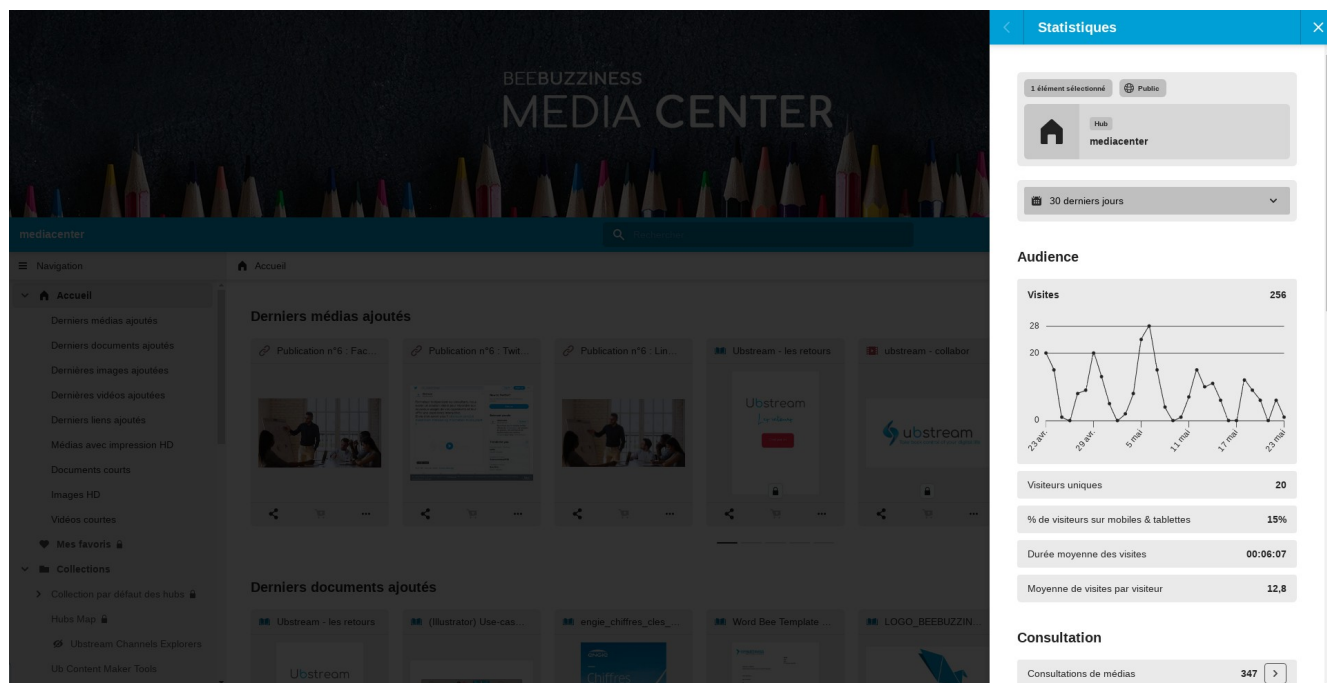 Statistiques
BEEBUZZINESS
MEDIA CENTER
1 élément sélectionné
Public
Hub
mediacenter
30 derniers jours
mediacenter
Rechercher
Navigation
Accueil
Accueil
Derniers médias ajoutés
Derniers documents ajoutés
Dernières images ajoutées
Dernières vidéos ajoutées
Derniers liens ajoutés
Médias avec impression HD
Documents courts
Images HD
Vidéos courtes
Mes favoris
Collections
Collection par défaut des hubs
Hubs Map
Ubstream Channels Explorers
Ub Content Maker Tools
Derniers médias ajoutés
Publication n°6 : Fac...
Publication n°6 : Twit...
Publication n°6 : Lin...
Ubstream - les retours
ubstream - collabor
Ubstream
ubstream
Derniers documents ajoutés
Ubstream - les retours
(Illustrator) Use-cas...
engie_chiffres_cles_...
Word Bee Template ...
LOGO_BEEBUZZIN...
Ubstream
Chiffres
Audience
Visites 256
28
20
0
23 avr.
29 avr.
5 mai
11 mai
17 mai
23 mai
Visiteurs uniques 20
% de visiteurs sur mobiles & tablettes 15%
Durée moyenne des visites 00:06:07
Moyenne de visites par visiteur 12,8
Consultation
Consultations de médias 347